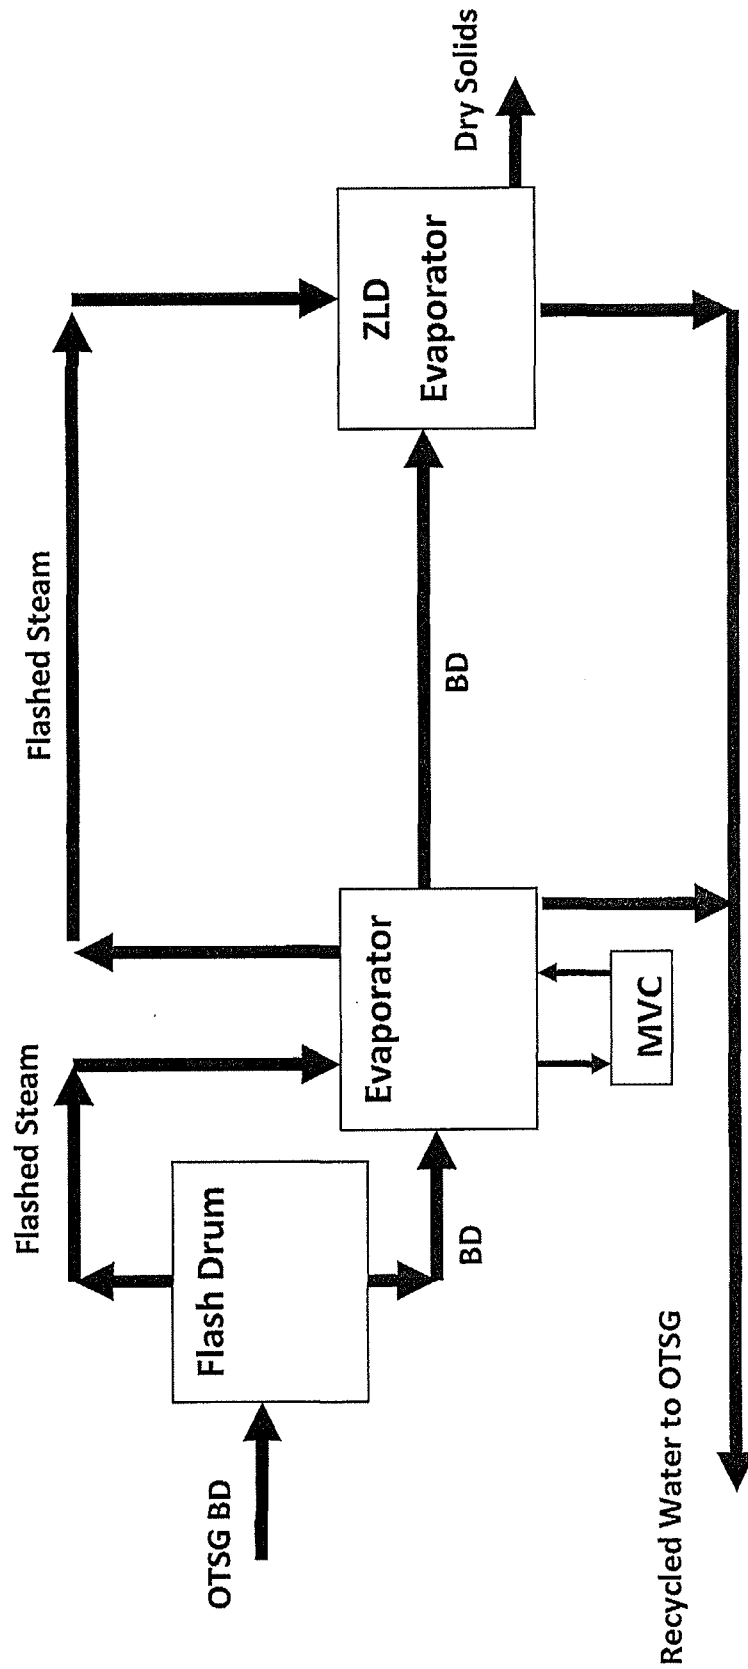 OTSG BD
Flash Drum
Flashed Steam
BD
Evaporator
MVC
Flashed Steam
BD
ZLD
Evaporator
Dry Solids
Recycled Water to OTSG